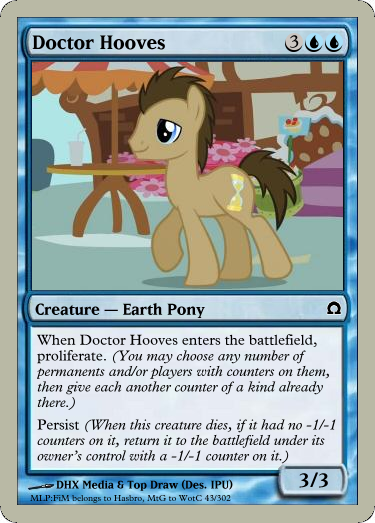 Doctor Hooves 3
Creature — Earth Pony Ω
When Doctor Hooves enters the battlefield,
proliferate. (You may choose any number of
permanents and/or players with counters on them,
then give each another counter of a kind already
there.)
Persist (When this creature dies, if it had no -1/-1
counters on it, return it to the battlefield under its
owner's control with a -1/-1 counter on it.)
DHX Media & Top Draw (Des. IPU)
3/3
MLP:FiM belongs to Hasbro, MtG to WotC 43/302